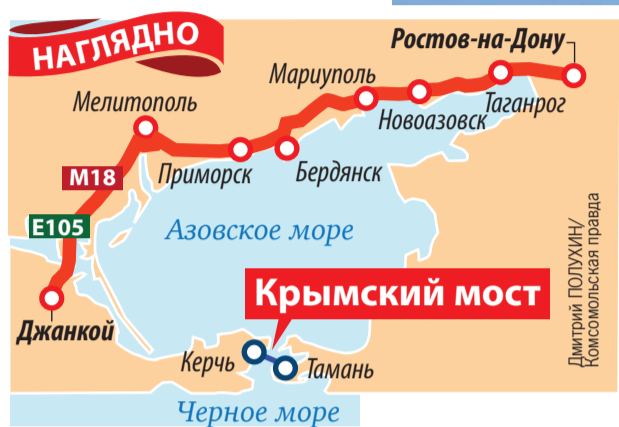 НАГЛЯДНО
Ростов-на-Дону
Мариуполь
Таганрог
Новоазовск
Мелитополь
Приморск
Бердянск
М18
Е105
Азовское море
Крымский мост
Джанкой
Керчь
Тамань
Черное море
Дмитрий ПОЛУХИН/
Комсомольская правда